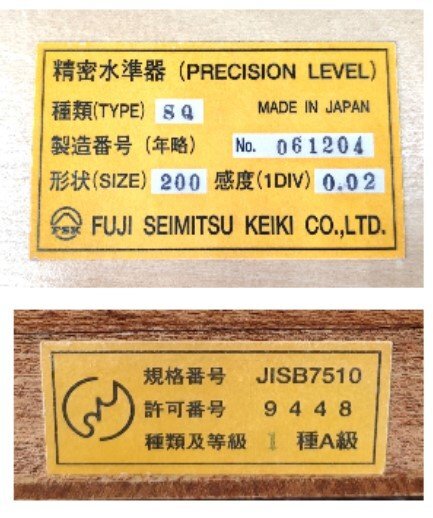 精密水準器 (PRECISION LEVEL)
種類(TYPE) SQ MADE IN JAPAN
製造番号 (年略) No. 061204
形状(SIZE) 200 感度(1DIV) 0.02
FSK FUJI SEIMITSU KEIKI CO.,LTD.
規格番号 JISB7510
許可番号 9448
種類及等級 1 種A級